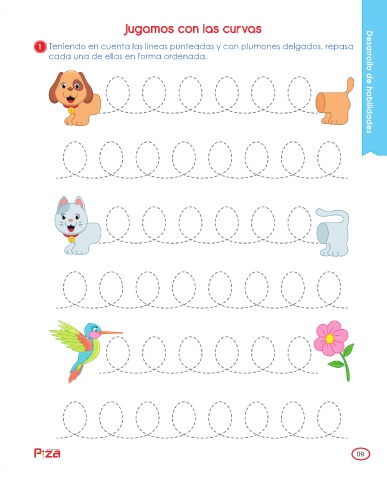 Jugamos con las curvas
1 Teniendo en cuenta las líneas punteadas y con plumones delgados, repasa
cada una de ellas en forma ordenada.
Desarrollo de habilidades
Piza
09